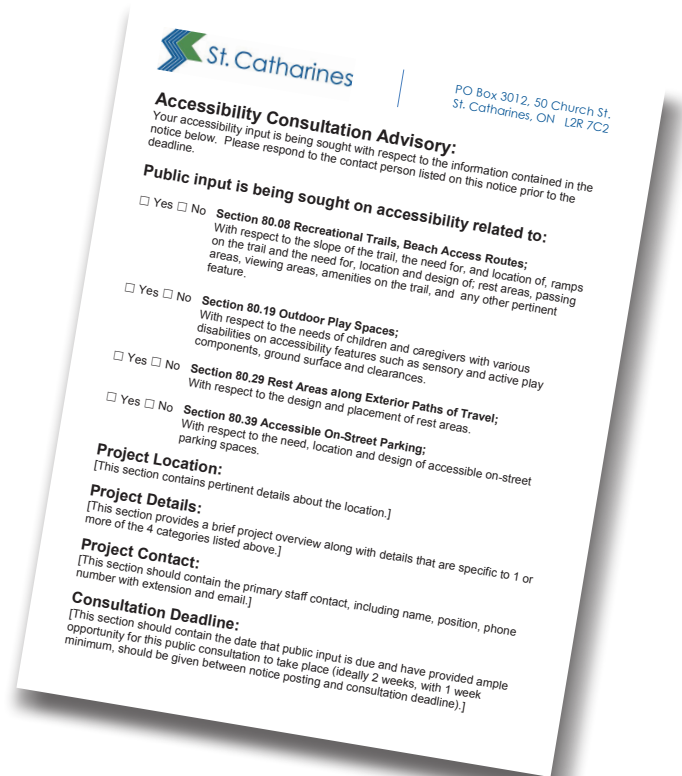 St. Catharines
PO Box 3012, 50 Church St.
St. Catharines, ON L2R 7C2
Accessibility Consultation Advisory:
Your accessibility input is being sought with respect to the information contained in the
notice below. Please respond to the contact person listed on this notice prior to the
deadline.
Public input is being sought on accessibility related to:
☐ Yes ☐ No Section 80.08 Recreational Trails, Beach Access Routes;
With respect to the slope of the trail, the need for, and location of, ramps
on the trail and the need for, location and design of; rest areas, passing
areas, viewing areas, amenities on the trail, and any other pertinent
feature.
☐ Yes ☐ No Section 80.19 Outdoor Play Spaces;
With respect to the needs of children and caregivers with various
disabilities on accessibility features such as sensory and active play
components, ground surface and clearances.
☐ Yes ☐ No Section 80.29 Rest Areas along Exterior Paths of Travel;
With respect to the design and placement of rest areas.
☐ Yes ☐ No Section 80.39 Accessible On-Street Parking;
With respect to the need, location and design of accessible on-street
parking spaces.
Project Location:
[This section contains pertinent details about the location.]
Project Details:
[This section provides a brief project overview along with details that are specific to 1 or
more of the 4 categories listed above.]
Project Contact:
[This section should contain the primary staff contact, including name, position, phone
number with extension and email.]
Consultation Deadline:
[This section should contain the date that public input is due and have provided ample
opportunity for this public consultation to take place (ideally 2 weeks, with 1 week
minimum, should be given between notice posting and consultation deadline).]